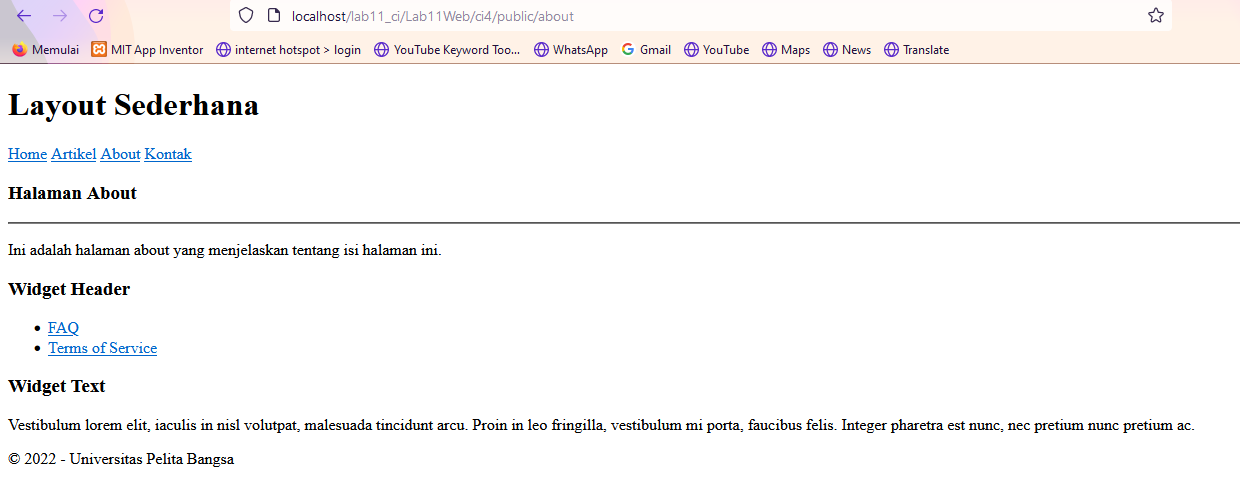 localhost/lab11_ci/Lab11Web/ci4/public/about
Memulai MIT App Inventor internet hotspot > login YouTube Keyword Too... WhatsApp Gmail YouTube Maps News Translate
Layout Sederhana
Home Artikel About Kontak
Halaman About
Ini adalah halaman about yang menjelaskan tentang isi halaman ini.
Widget Header
• FAQ
• Terms of Service
Widget Text
Vestibulum lorem elit, iaculis in nisl volutpat, malesuada tincidunt arcu. Proin in leo fringilla, vestibulum mi porta, faucibus felis. Integer pharetra est nunc, nec pretium nunc pretium ac.
© 2022 - Universitas Pelita Bangsa